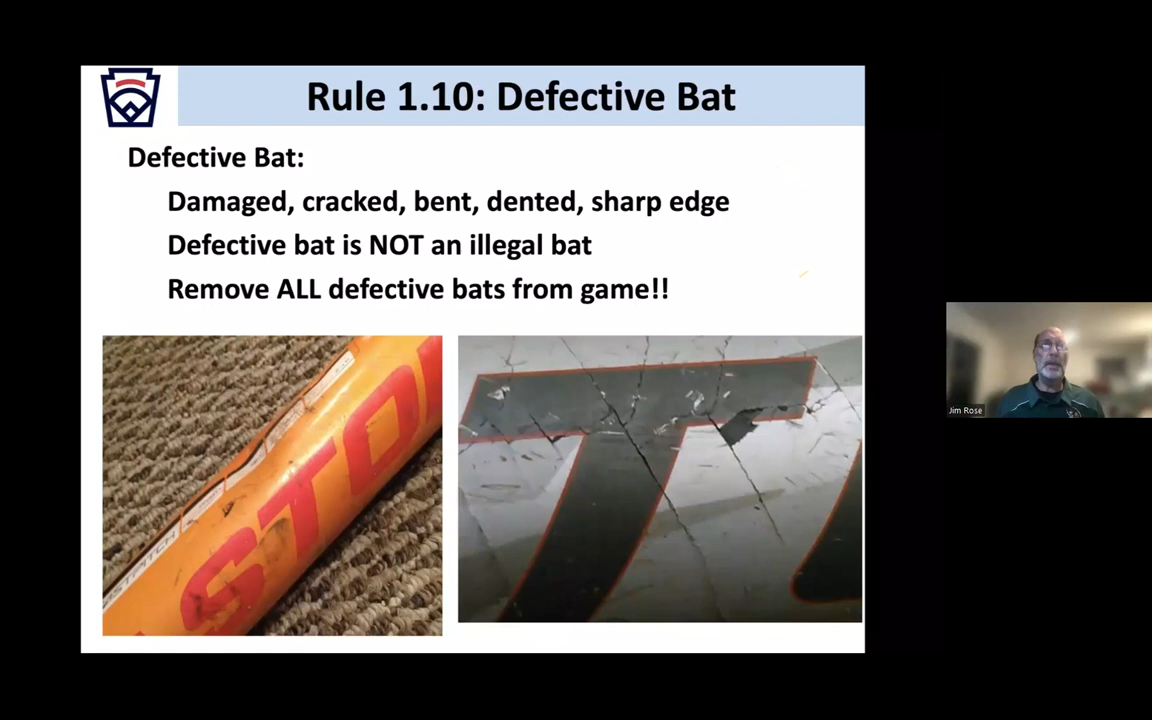 Rule 1.10: Defective Bat
Defective Bat:
Damaged, cracked, bent, dented, sharp edge
Defective bat is NOT an illegal bat
Remove ALL defective bats from game!!
STO
Jim Rose